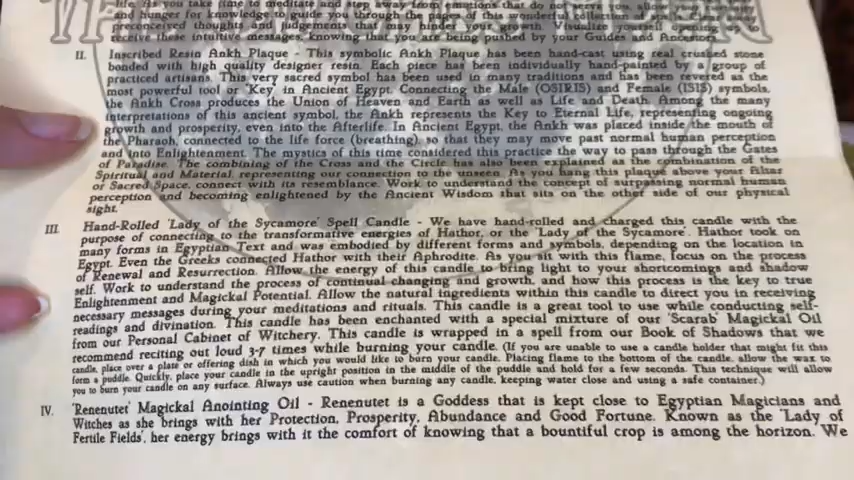 life. As you take time to meditate and step away from emotions that do not serve
and hunger for knowledge to guide you through the pages of this wonderful collection
preconceived thoughts and judgements that may hinder your growth. Visualize yourself opening
receive these intuitive messages, knowing that you are being pushed by your Guides and Ancestors.
II. Inscribed Resin Ankh Plaque - This symbolic Ankh Plaque has been hand-cast using real crushed stone
bonded with high quality designer resin. Each piece has been individually hand-painted by a group of
practiced artisans. This very sacred symbol has been used in many traditions and has been revered as the
most powerful tool or 'Key' in Ancient Egypt. Connecting the Male (OSIRIS) and Female (ISIS) symbols,
the Ankh Cross produces the Union of Heaven and Earth as well as Life and Death. Among the many
interpretations of this ancient symbol, the Ankh represents the Key to Eternal Life, representing ongoing
growth and prosperity, even into the Afterlife. In Ancient Egypt, the Ankh was placed inside the mouth of
the Pharaoh, connected to the life force (breathing), so that they may move past normal human perception
and into Enlightenment. The mystics of this time considered this practice the way to pass through the Gates
of Paradise. The combining of the Cross and the Circle has also been explained as the combination of the
Spiritual and Material, representing our connection to the unseen. As you hang this plaque above your Altar
or Sacred Space, connect with its resemblance. Work to understand the concept of surpassing normal human
perception and becoming enlightened by the Ancient Wisdom that sits on the other side of our physical
sight.
III. Hand-Rolled 'Lady of the Sycamore' Spell Candle - We have hand-rolled and charged this candle with the
purpose of connecting to the transformative energies of Hathor, or the 'Lady of the Sycamore'. Hathor took on
many forms in Egyptian Text and was embodied by different forms and symbols, depending on the location in
Egypt. Even the Greeks connected Hathor with their Aphrodite. As you sit with this flame, focus on the process
of Renewal and Resurrection. Allow the energy of this candle to bring light to your shortcomings and shadow
self. Work to understand the process of continual changing and growth, and how this process is the key to true
Enlightenment and Magickal Potential. Allow the natural ingredients within this candle to direct you in receiving
necessary messages during your meditations and rituals. This candle is a great tool to use while conducting self-
readings and divination. This candle has been enchanted with a special mixture of our 'Scarab' Magickal Oil
from our Personal Cabinet of Witchery. This candle is wrapped in a spell from our Book of Shadows that we
recommend reciting out loud 3-7 times while burning your candle. (If you are unable to use a candle holder that might fit this
candle, place over a plate or offering dish in which you would like to burn your candle. Placing flame to the bottom of the candle, allow the wax to
form a puddle. Quickly, place your candle in the upright position in the middle of the puddle and hold for a few seconds. This technique will allow
you to burn your candle on any surface. Always use caution when burning any candle, keeping water close and using a safe container.)
IV. 'Renenutet' Magickal Anointing Oil - Renenutet is a Goddess that is kept close to Egyptian Magicians and
Witches as she brings with her Protection, Prosperity, Abundance and Good Fortune. Known as the 'Lady of
Fertile Fields', her energy brings with it the comfort of knowing that a bountiful crop is among the horizon. We